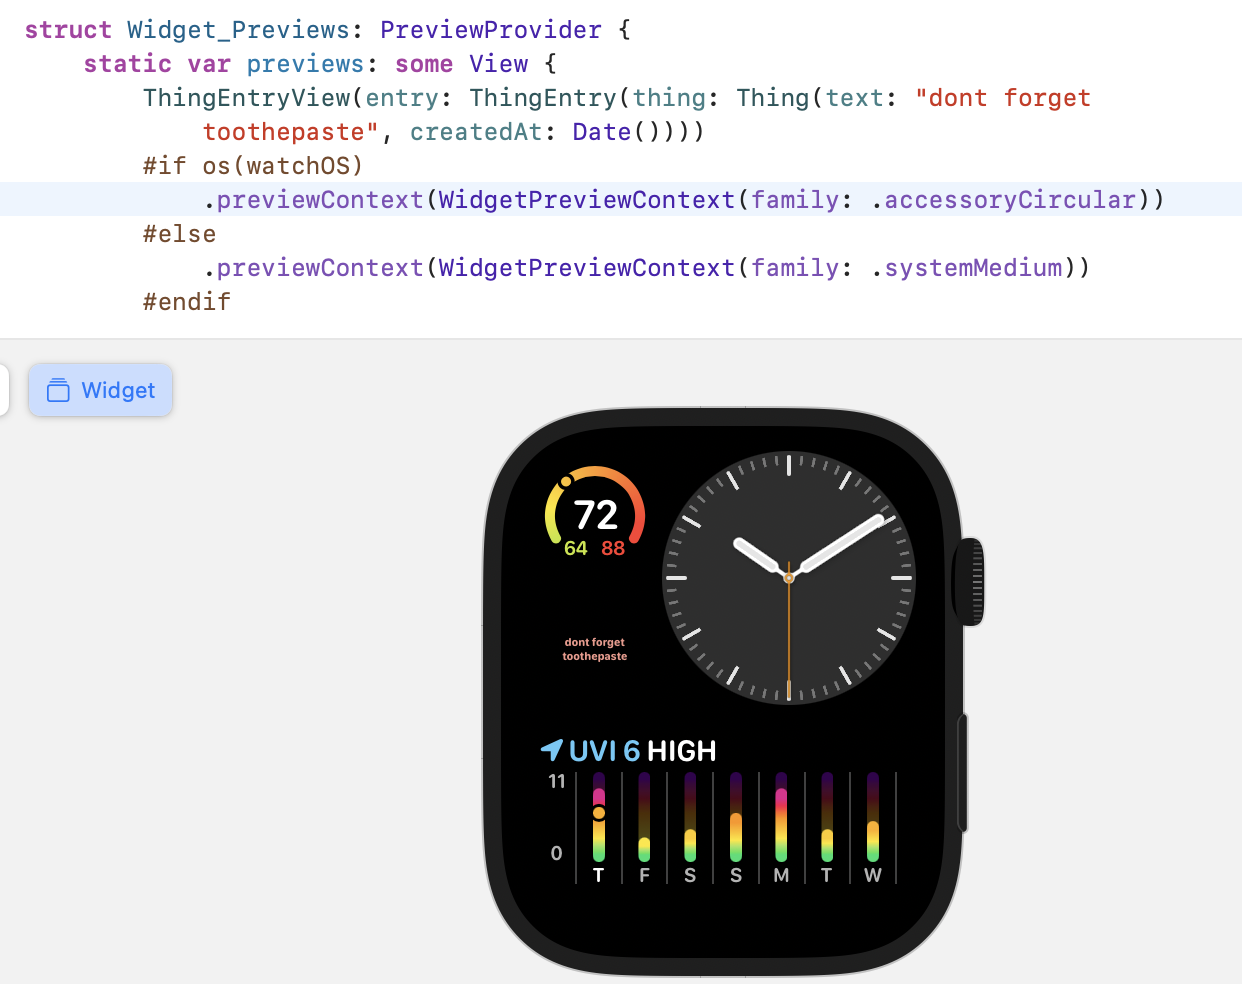 struct Widget_Previews: PreviewProvider {
static var previews: some View {
ThingEntryView(entry: ThingEntry(thing: Thing(text: "dont forget
toothepaste", createdAt: Date())))
#if os(watchOS)
.previewContext(WidgetPreviewContext(family: .accessoryCircular))
#else
.previewContext(WidgetPreviewContext(family: .systemMedium))
#endif
Widget
72
64 88
dont forget
toothepaste
UVI 6 HIGH
11
0
T F S S M T W